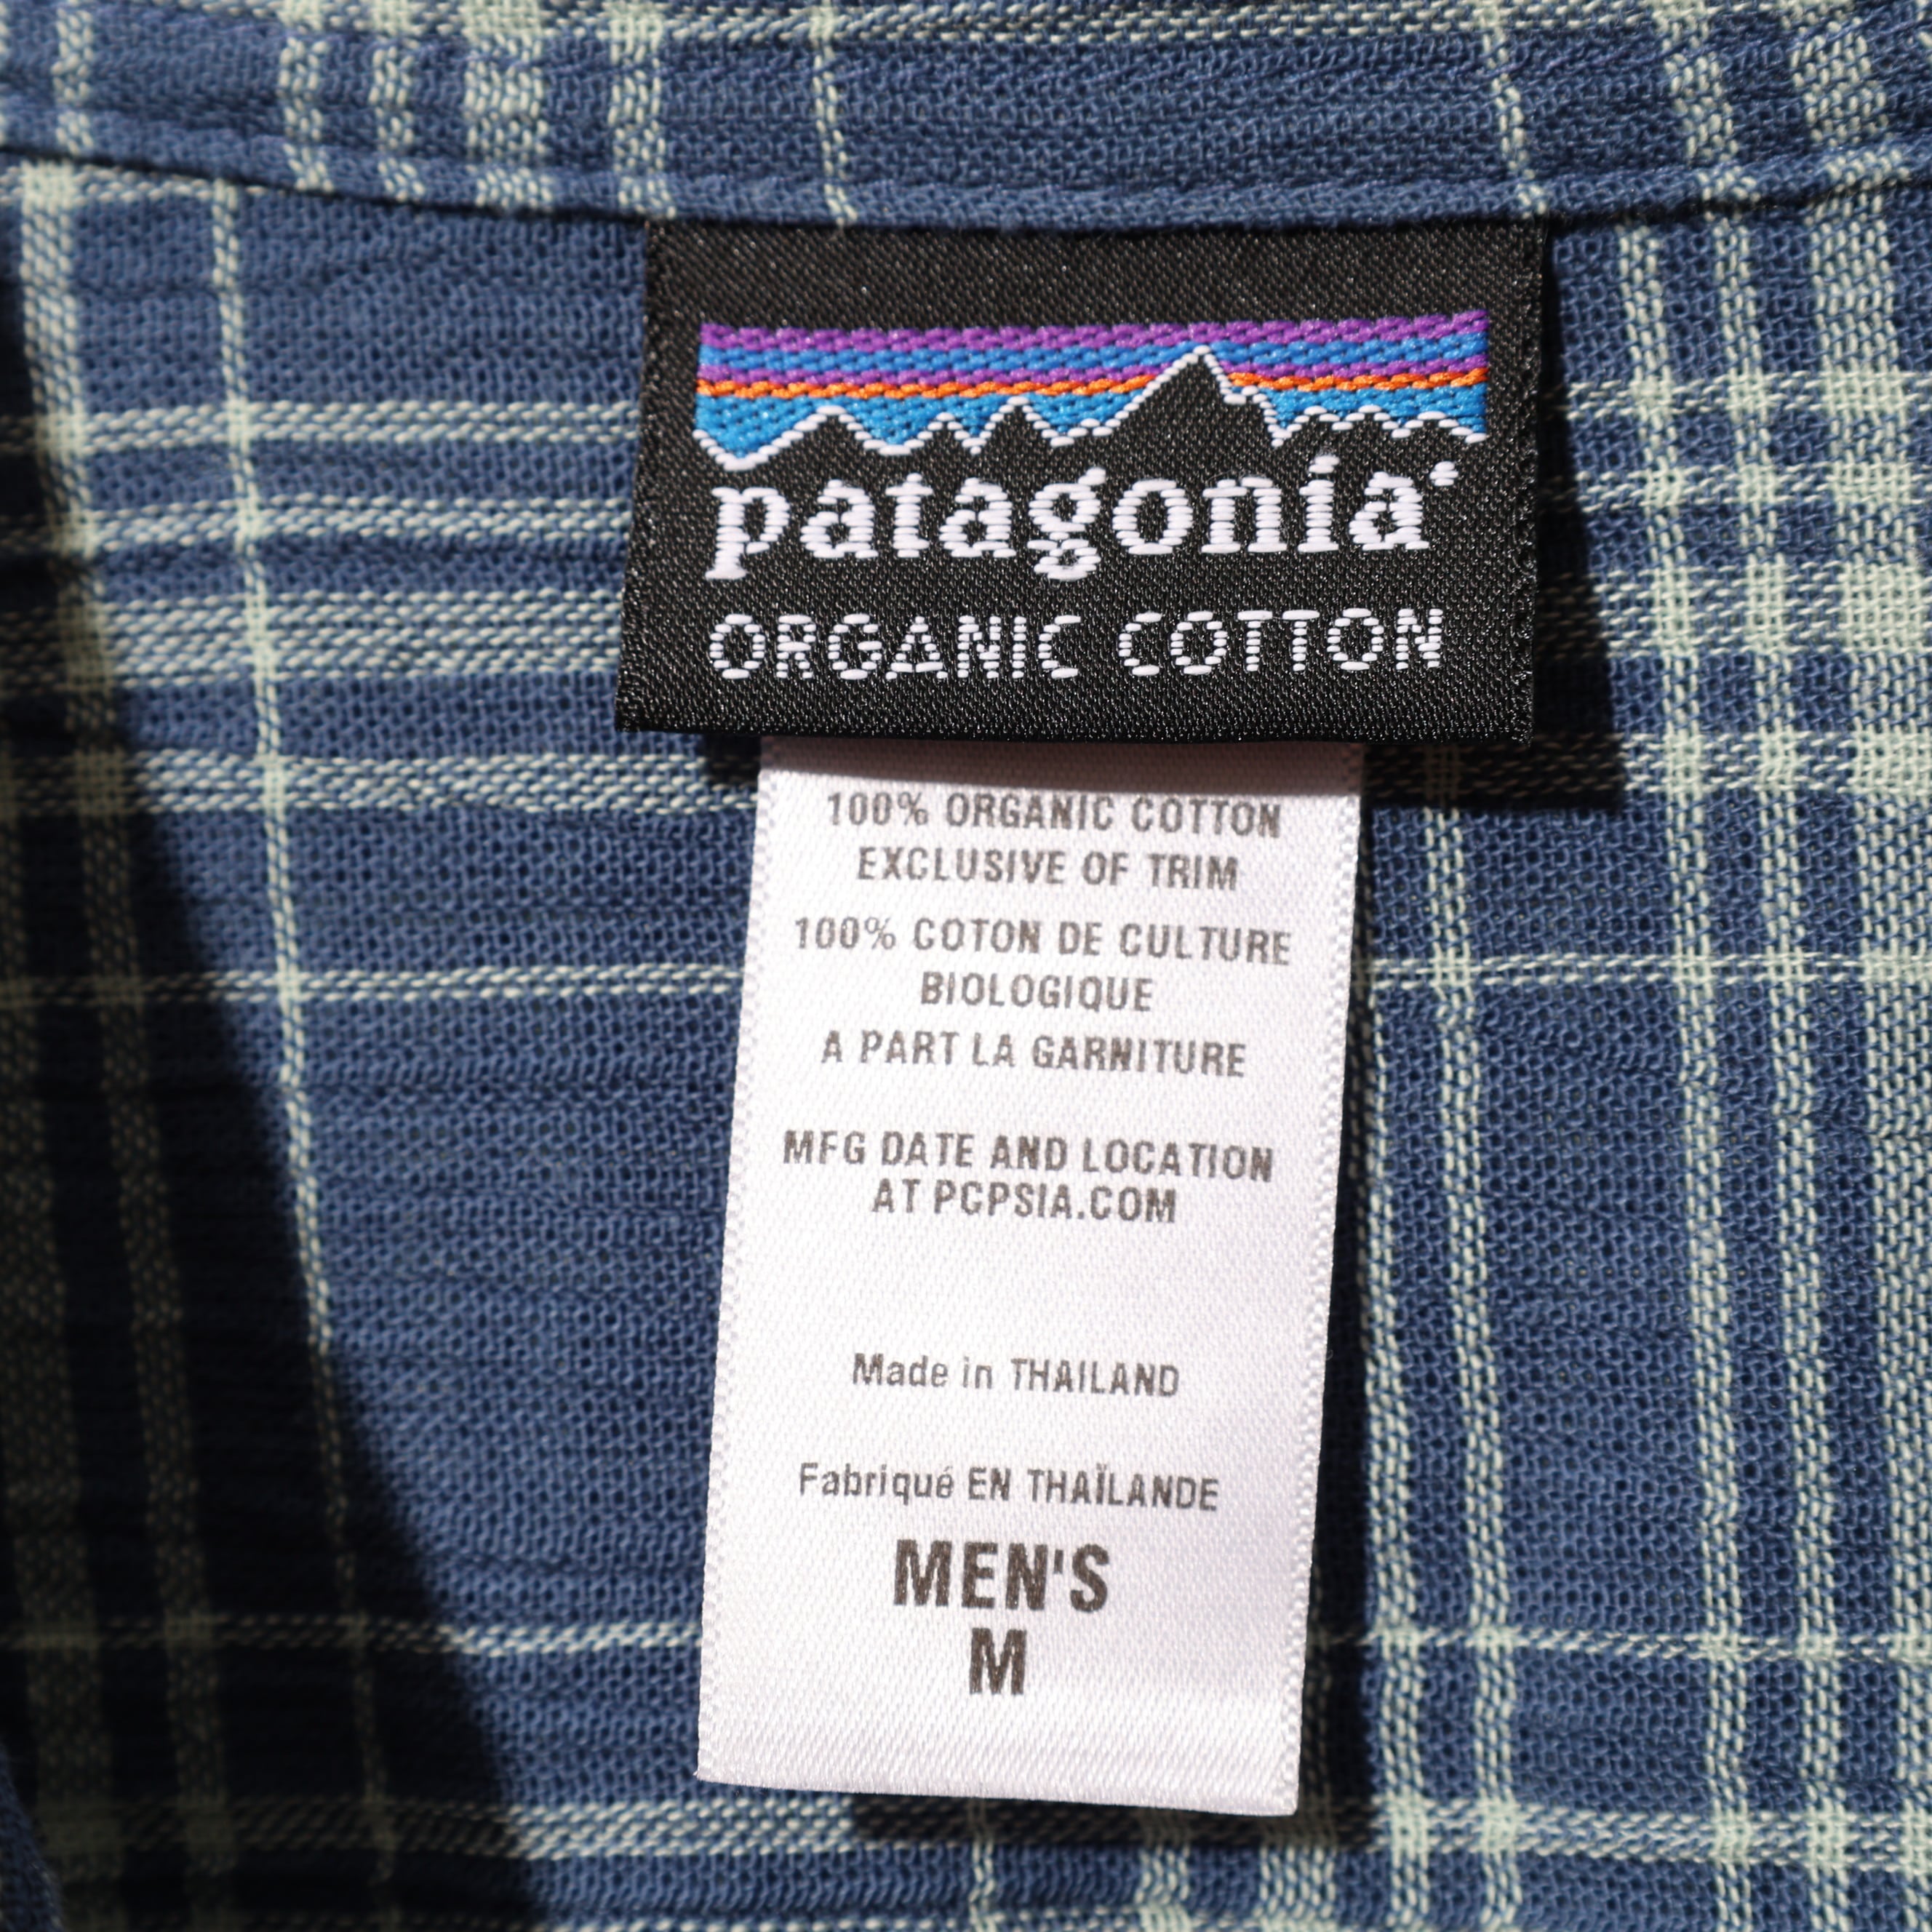 patagonia®
ORGANIC COTTON
100% ORGANIC COTTON
EXCLUSIVE OF TRIM
100% COTON DE CULTURE
BIOLOGIQUE
A PART LA GARNITURE
MFG DATE AND LOCATION
AT PCPSIA.COM
Made in THAILAND
Fabriqué EN THAÏLANDE
MEN'S
M